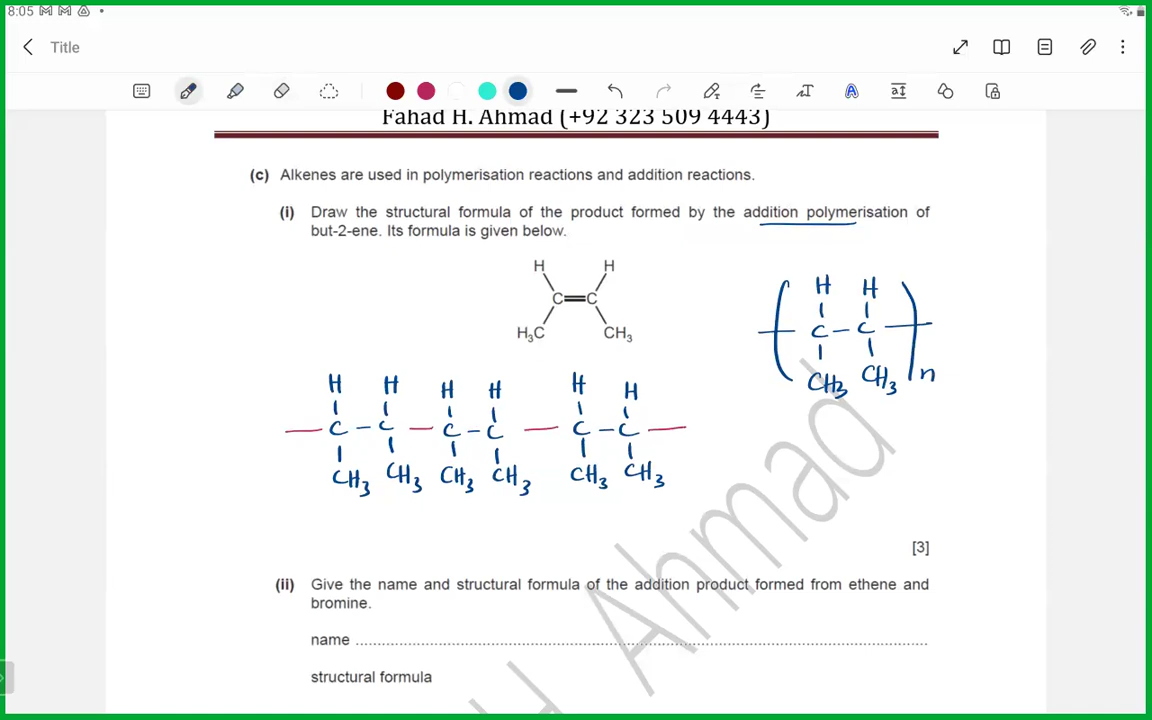 8:05
Title
Fahad H. Ahmad (+92 323 509 4443)
(c) Alkenes are used in polymerisation reactions and addition reactions.
(i) Draw the structural formula of the product formed by the addition polymerisation of
but-2-ene. Its formula is given below.
H H
C=C
H₃C CH₃
H H
C-C
CH₃ CH₃ n
H H H H H H
C-C-C-C-C-C
CH₃ CH₃ CH₃ CH₃ CH₃ CH₃
[3]
(ii) Give the name and structural formula of the addition product formed from ethene and
bromine.
name
structural formula
H Ahmad